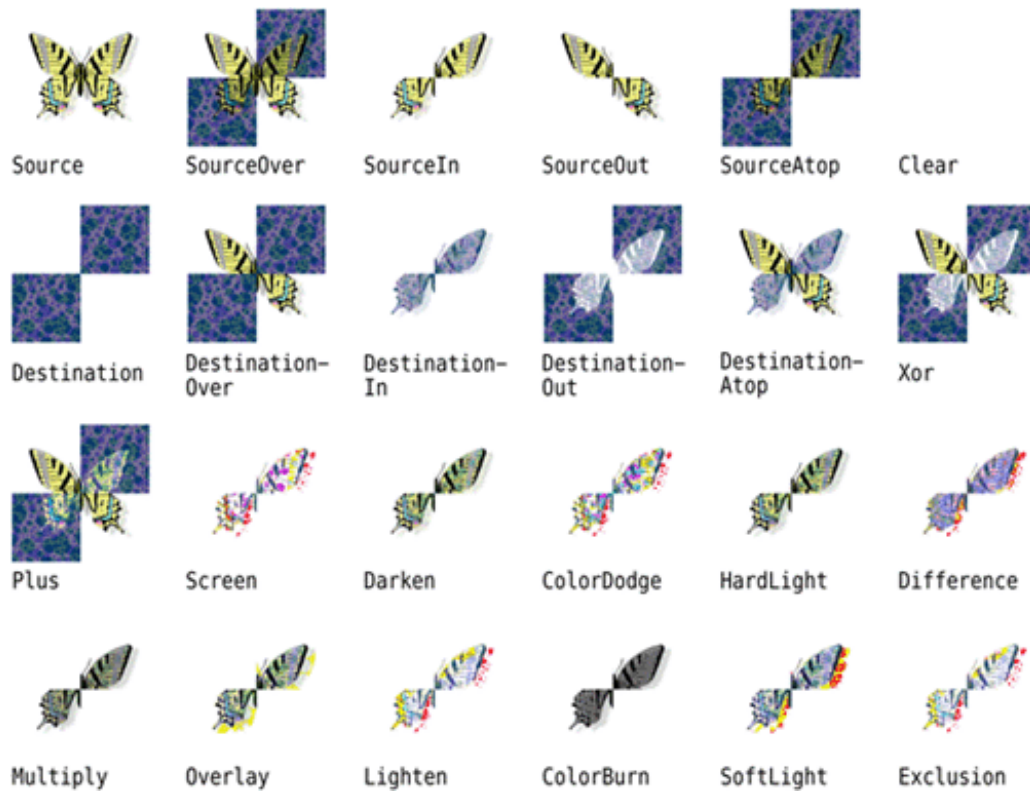 Source
SourceOver
SourceIn
SourceOut
SourceAtop
Clear
Destination
Destination-
Over
Destination-
In
Destination-
Out
Destination-
Atop
Xor
Plus
Screen
Darken
ColorDodge
HardLight
Difference
Multiply
Overlay
Lighten
ColorBurn
SoftLight
Exclusion